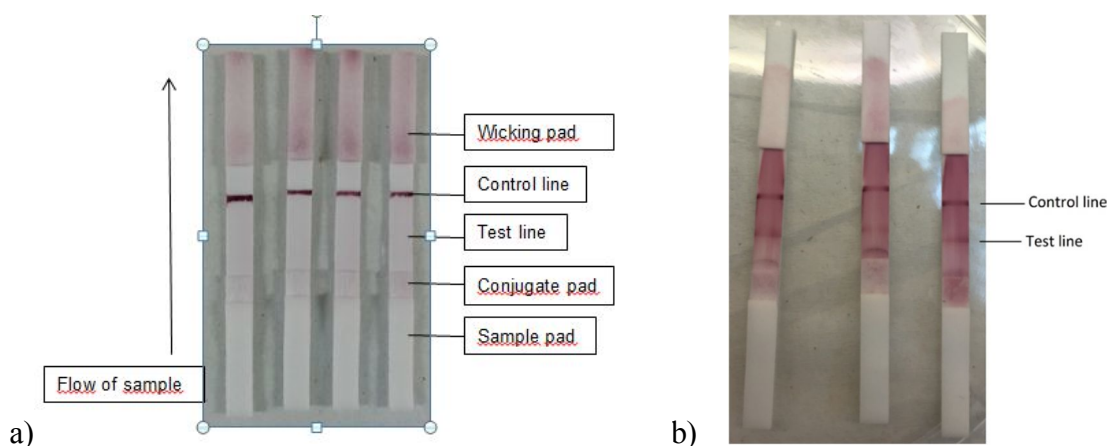 Wicking pad
Control line
Test line
Conjugate pad
Sample pad
Flow of sample
a)
Control line
Test line
b)